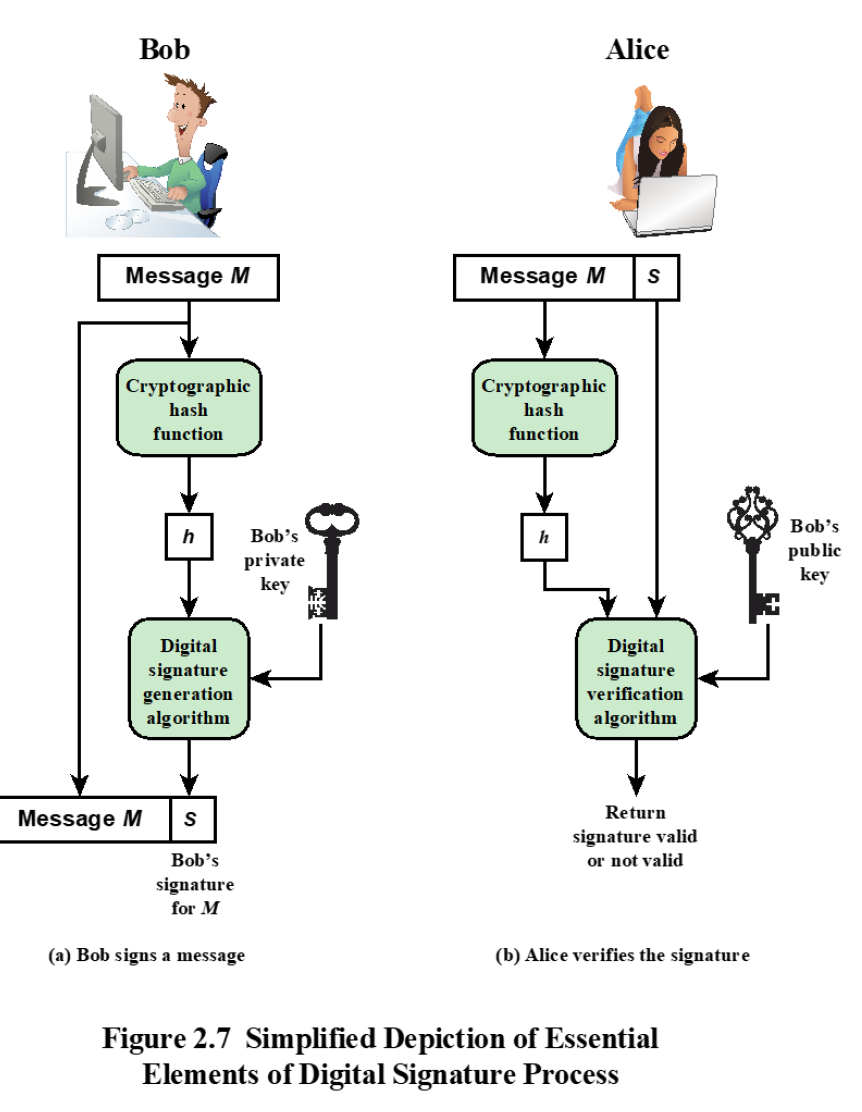 Bob
Message M
Cryptographic
hash
function
h
Bob's
private
key
Digital
signature
generation
algorithm
Message M
S
Bob's
signature
for M
(a) Bob signs a message
Alice
Message M
S
Cryptographic
hash
function
h
Bob's
public
key
Digital
signature
verification
algorithm
Return
signature valid
or not valid
(b) Alice verifies the signature
Figure 2.7 Simplified Depiction of Essential
Elements of Digital Signature Process